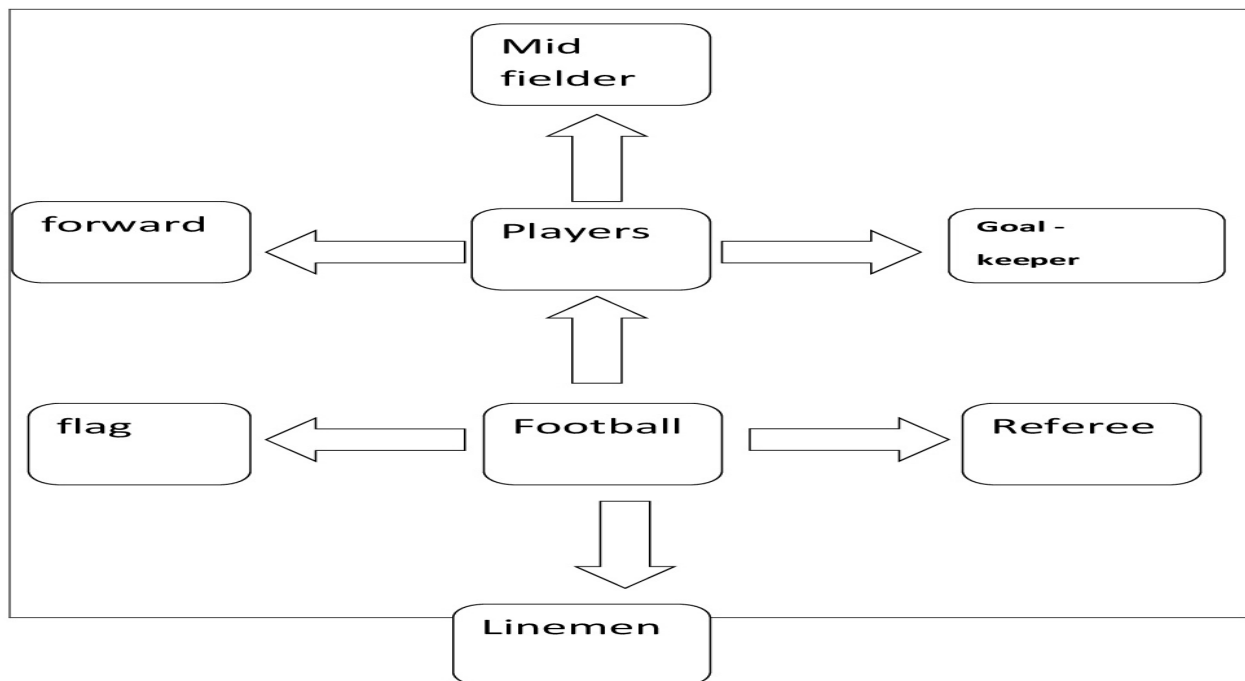 Mid
fielder
forward
Players
Goal -
keeper
flag
Football
Referee
Linemen